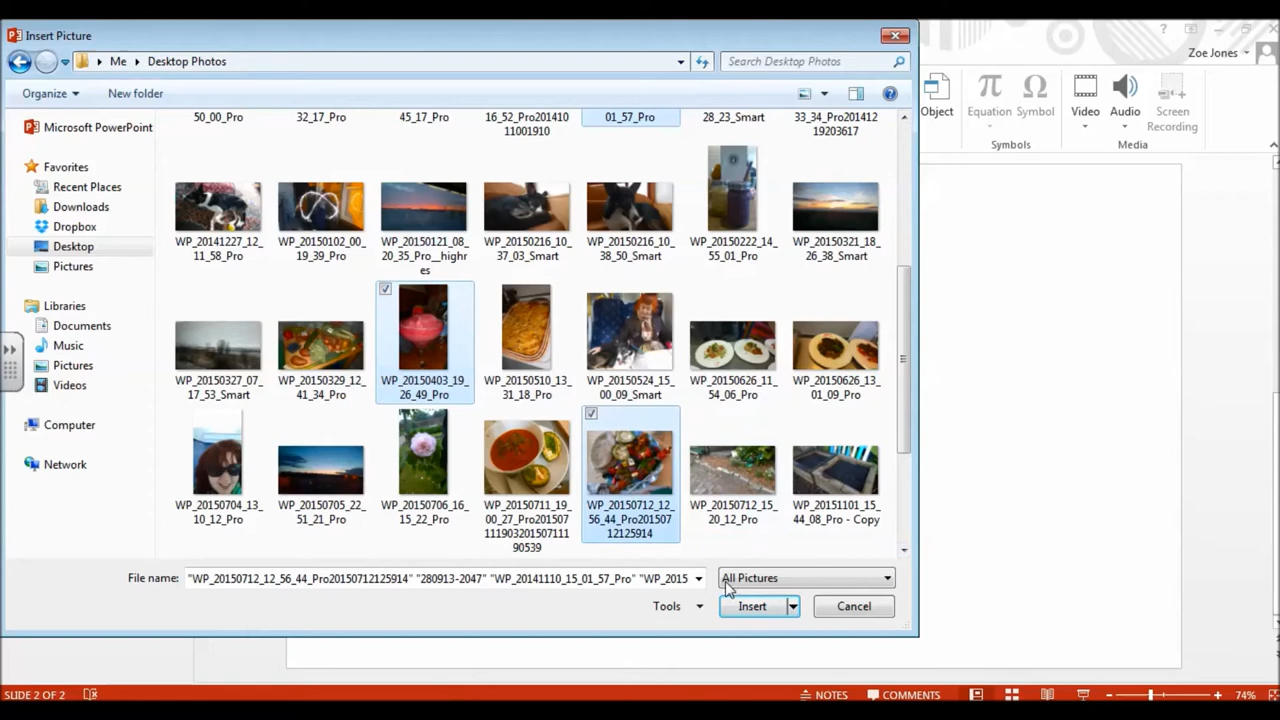 Insert Picture
?
Zoe Jones
Me
Desktop Photos
Search Desktop Photos
Organize
New folder
Object
Equation
Symbol
Video
Audio
Screen
Recording
Symbols
Media
Microsoft PowerPoint
Favorites
Recent Places
Downloads
Dropbox
Desktop
Pictures
Libraries
Documents
Music
Pictures
Videos
Computer
Network
50_00_Pro
32_17_Pro
45_17_Pro
16_52_Pro201410
11001910
01_57_Pro
28_23_Smart
33_34_Pro201412
19203617
WP_20141227_12_
11_58_Pro
WP_20150102_00_
19_39_Pro
WP_20150121_08_
20_35_Pro__highr
es
WP_20150216_10_
37_03_Smart
WP_20150216_10_
38_50_Smart
WP_20150222_14_
55_01_Pro
WP_20150321_18_
26_38_Smart
WP_20150327_07_
17_53_Smart
WP_20150329_12_
41_34_Pro
WP_20150403_19_
26_49_Pro
WP_20150510_13_
31_18_Pro
WP_20150524_15_
00_09_Smart
WP_20150626_11_
54_06_Pro
WP_20150626_13_
01_09_Pro
WP_20150704_13_
10_12_Pro
WP_20150705_22_
51_21_Pro
WP_20150706_16_
15_22_Pro
WP_20150711_19_
00_27_Pro201507
1119032015071111
90539
WP_20150712_12_
56_44_Pro201507
12125914
WP_20150712_15_
20_12_Pro
WP_20151101_15_
44_08_Pro - Copy
File name:
"WP_20150712_12_56_44_Pro20150712125914" "280913-2047" "WP_20141110_15_01_57_Pro" "WP_2015
All Pictures
Tools
Insert
Cancel
SLIDE 2 OF 2
NOTES
COMMENTS
74%